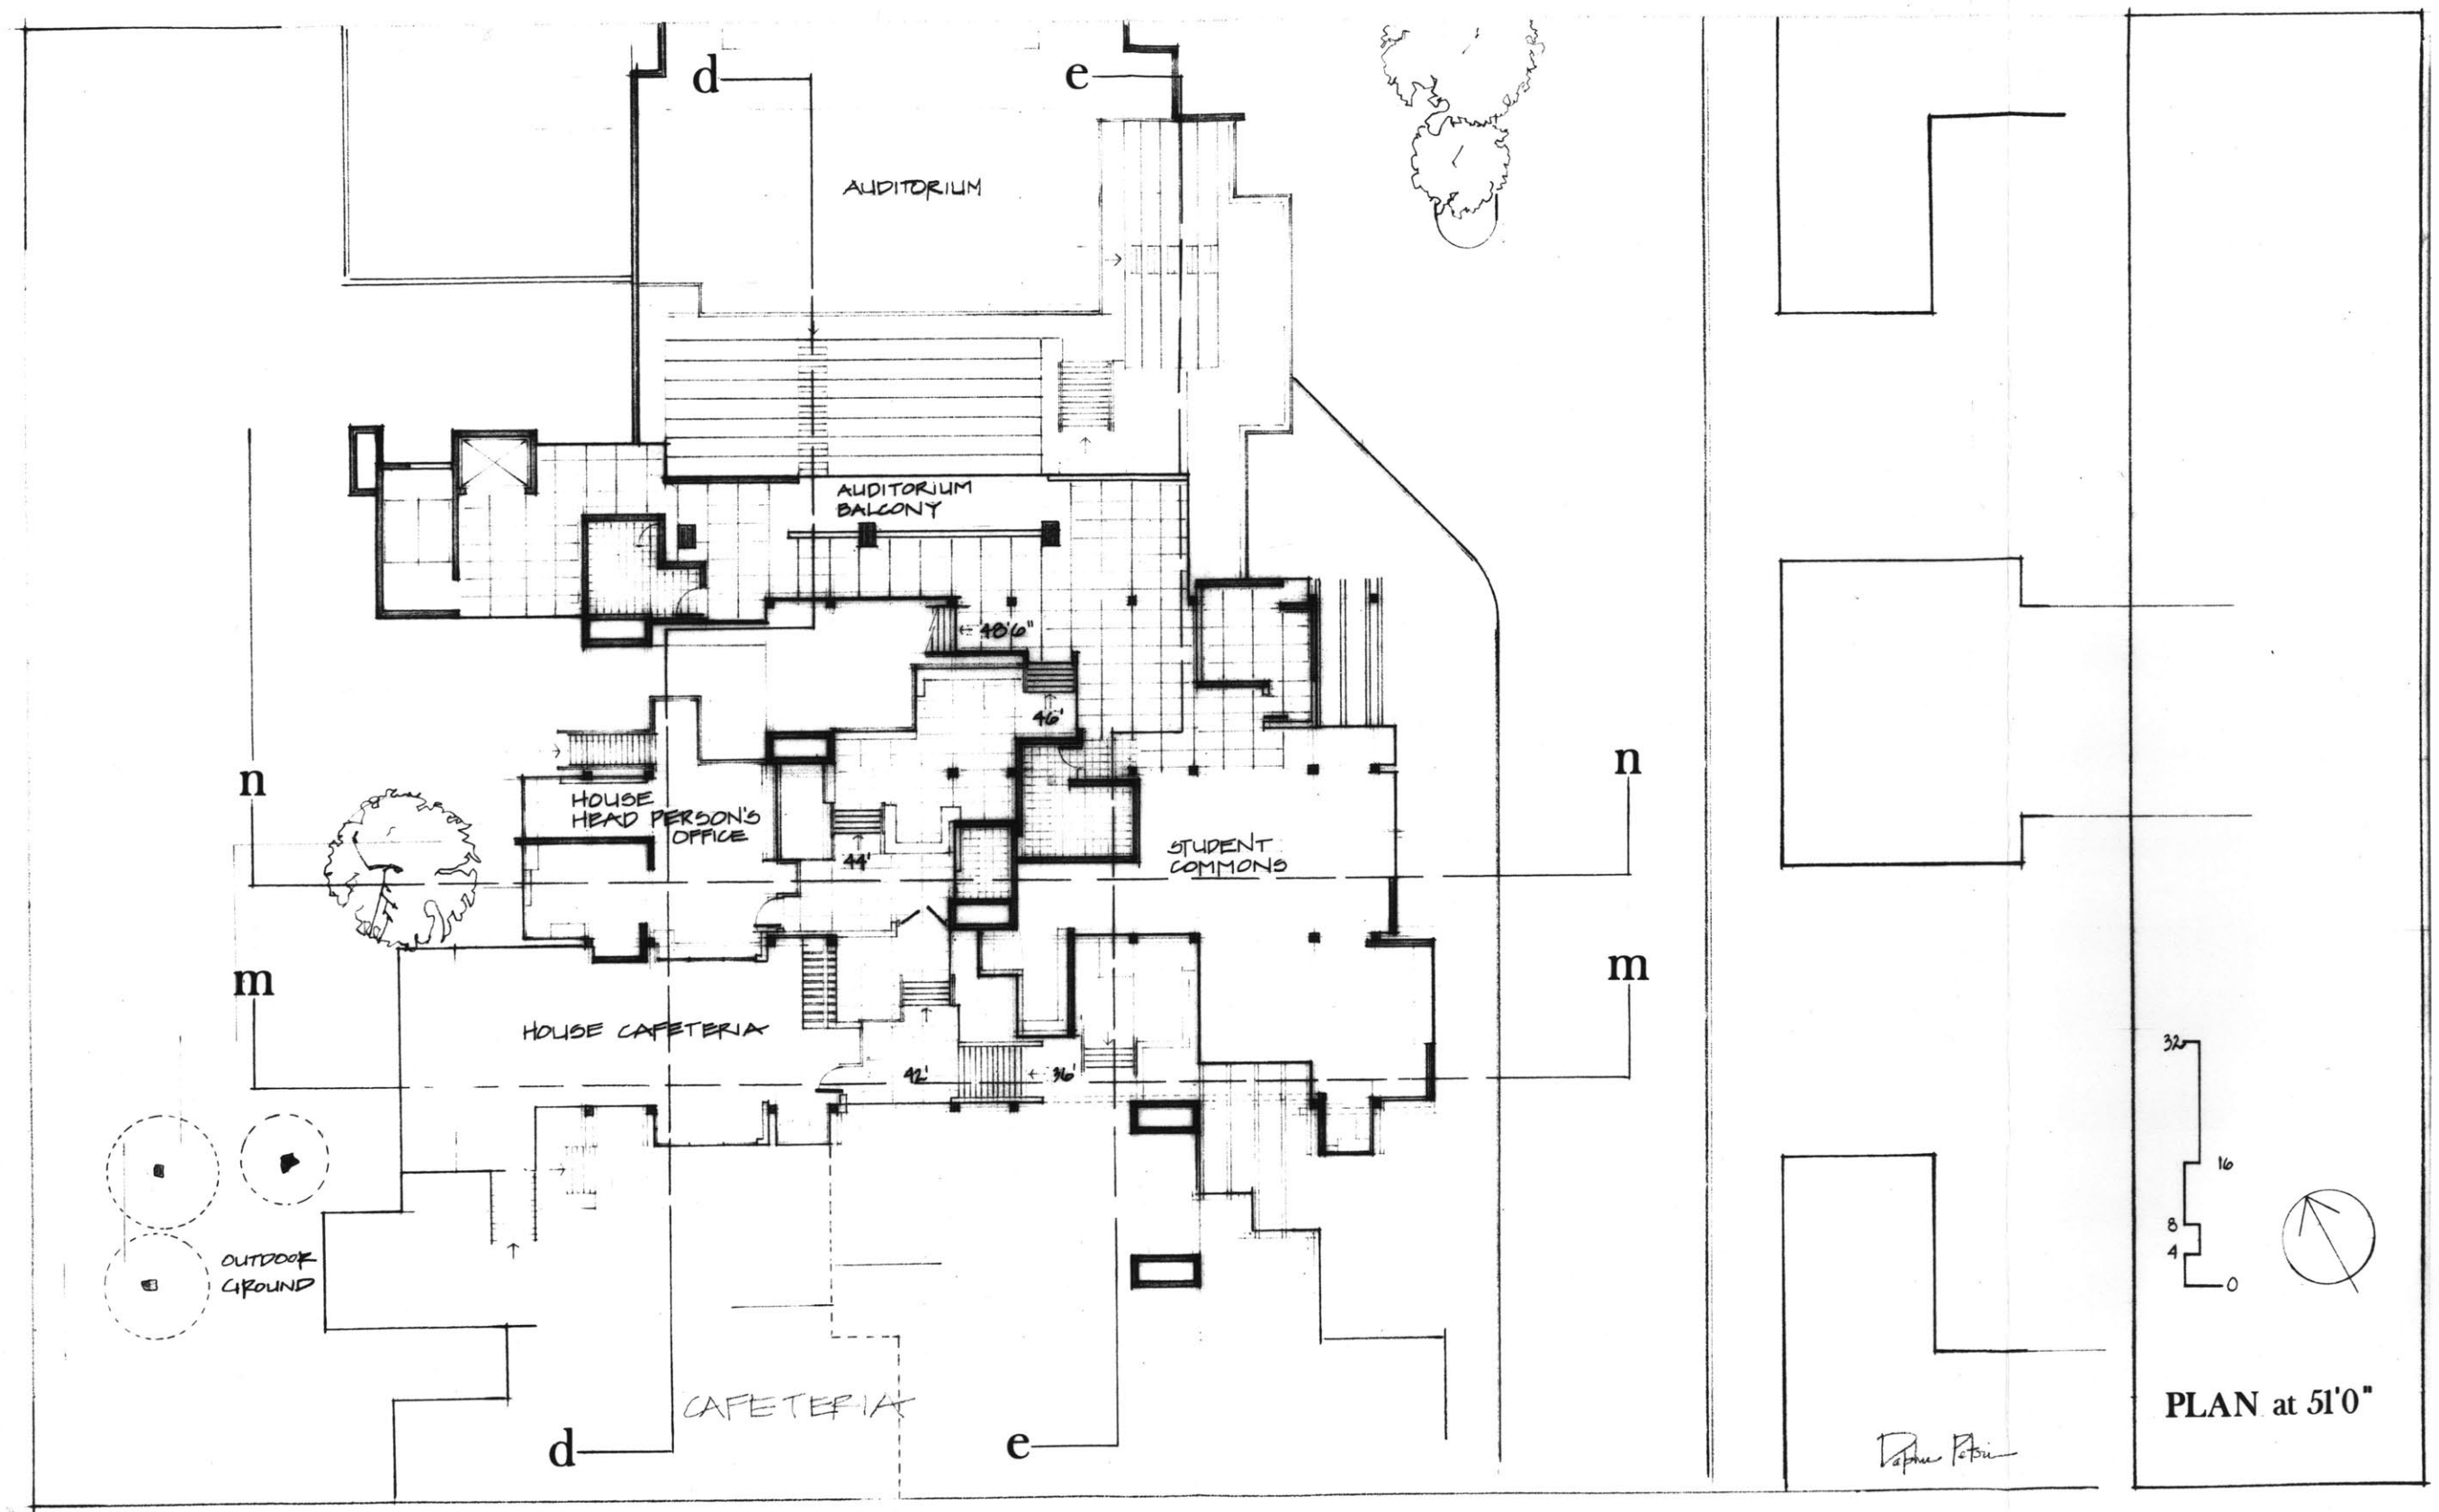 d
e
AUDITORIUM
AUDITORIUM
BALCONY
48'6"
46'
n
n
HOUSE
HEAD PERSON'S
OFFICE
44'
STUDENT
COMMONS
m
m
HOUSE CAFETERIA
42'
36'
32
16
8
4
0
OUTDOOR
GROUND
CAFETERIA
d
e
PLAN at 51'0"